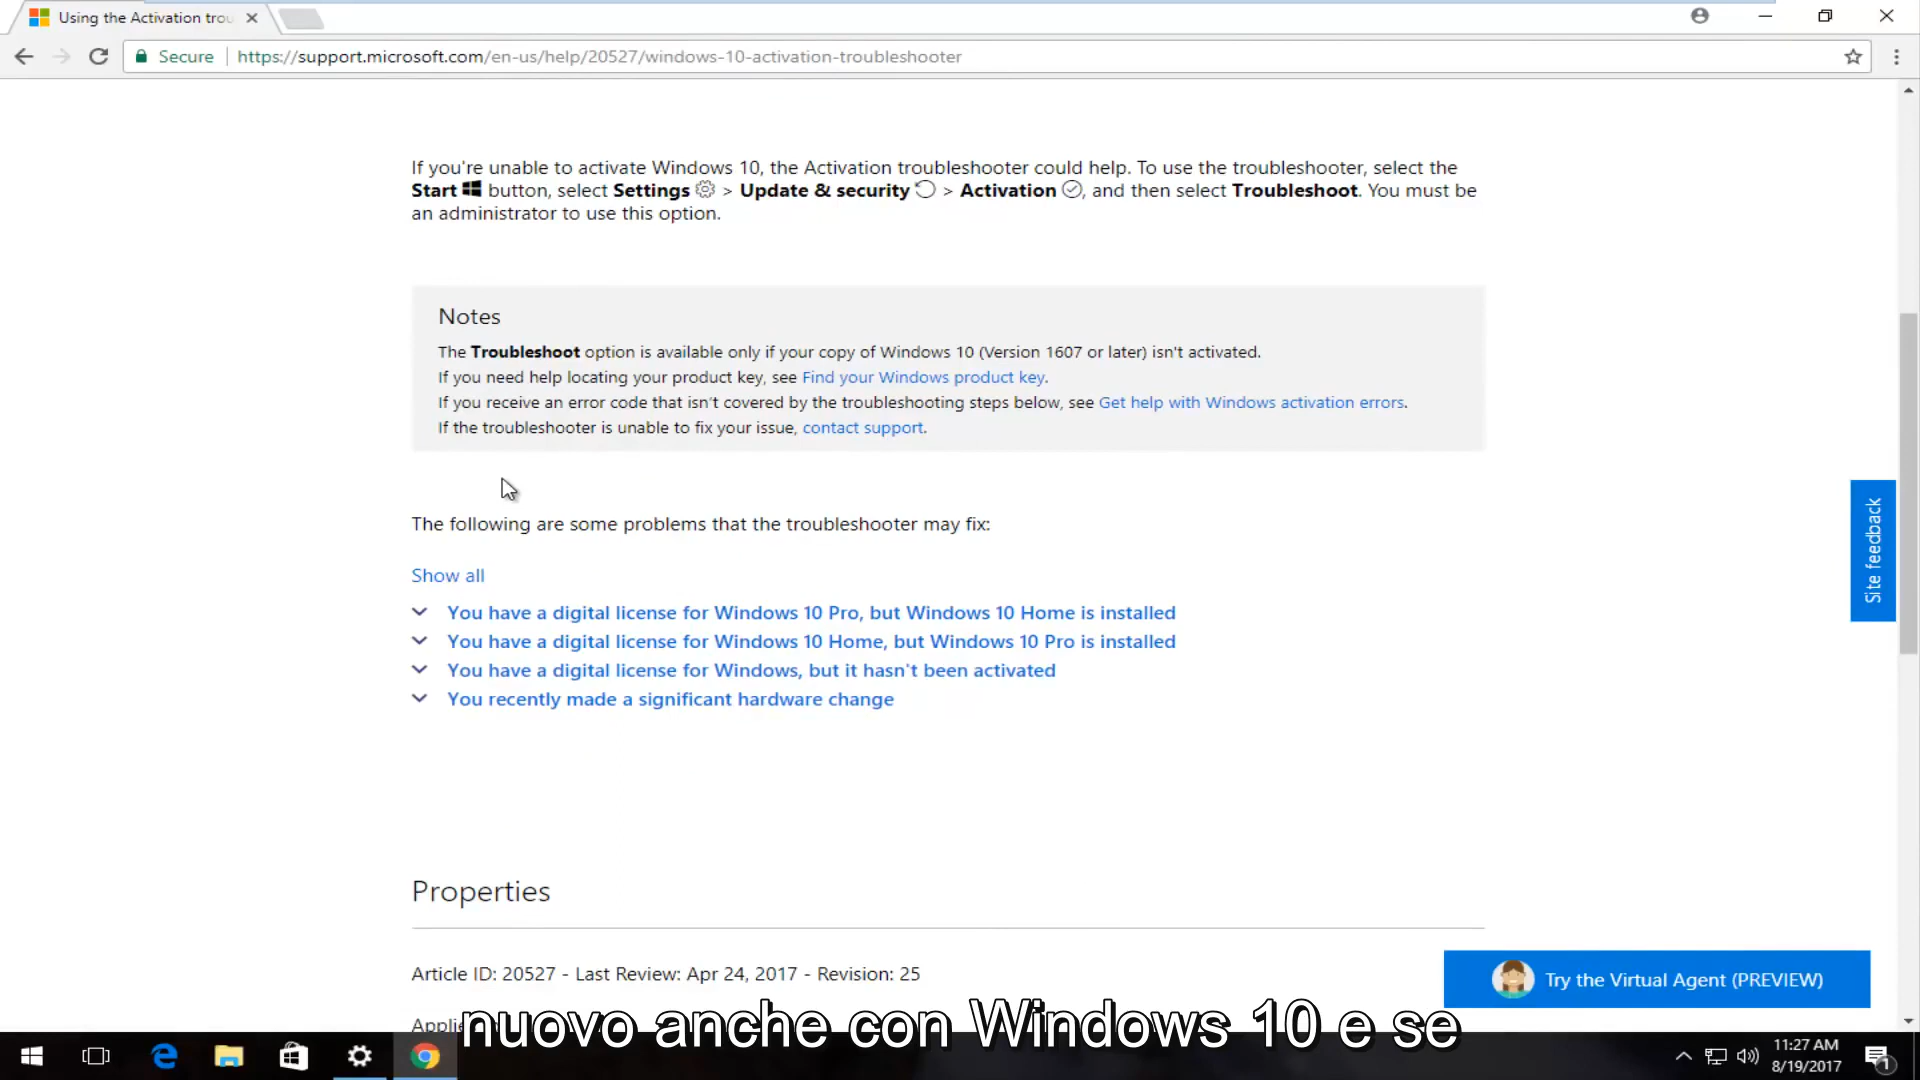 Using the Activation trou
Secure
https://support.microsoft.com/en-us/help/20527/windows-10-activation-troubleshooter
If you're unable to activate Windows 10, the Activation troubleshooter could help. To use the troubleshooter, select the
Start button, select Settings > Update & security > Activation , and then select Troubleshoot. You must be
an administrator to use this option.
Notes
The Troubleshoot option is available only if your copy of Windows 10 (Version 1607 or later) isn't activated.
If you need help locating your product key, see Find your Windows product key.
If you receive an error code that isn't covered by the troubleshooting steps below, see Get help with Windows activation errors.
If the troubleshooter is unable to fix your issue, contact support.
The following are some problems that the troubleshooter may fix:
Show all
You have a digital license for Windows 10 Pro, but Windows 10 Home is installed
You have a digital license for Windows 10 Home, but Windows 10 Pro is installed
You have a digital license for Windows, but it hasn't been activated
You recently made a significant hardware change
Site feedback
Properties
Article ID: 20527 - Last Review: Apr 24, 2017 - Revision: 25
Try the Virtual Agent (PREVIEW)
nuovo anche con Windows 10 e se
11:27 AM
8/19/2017
1